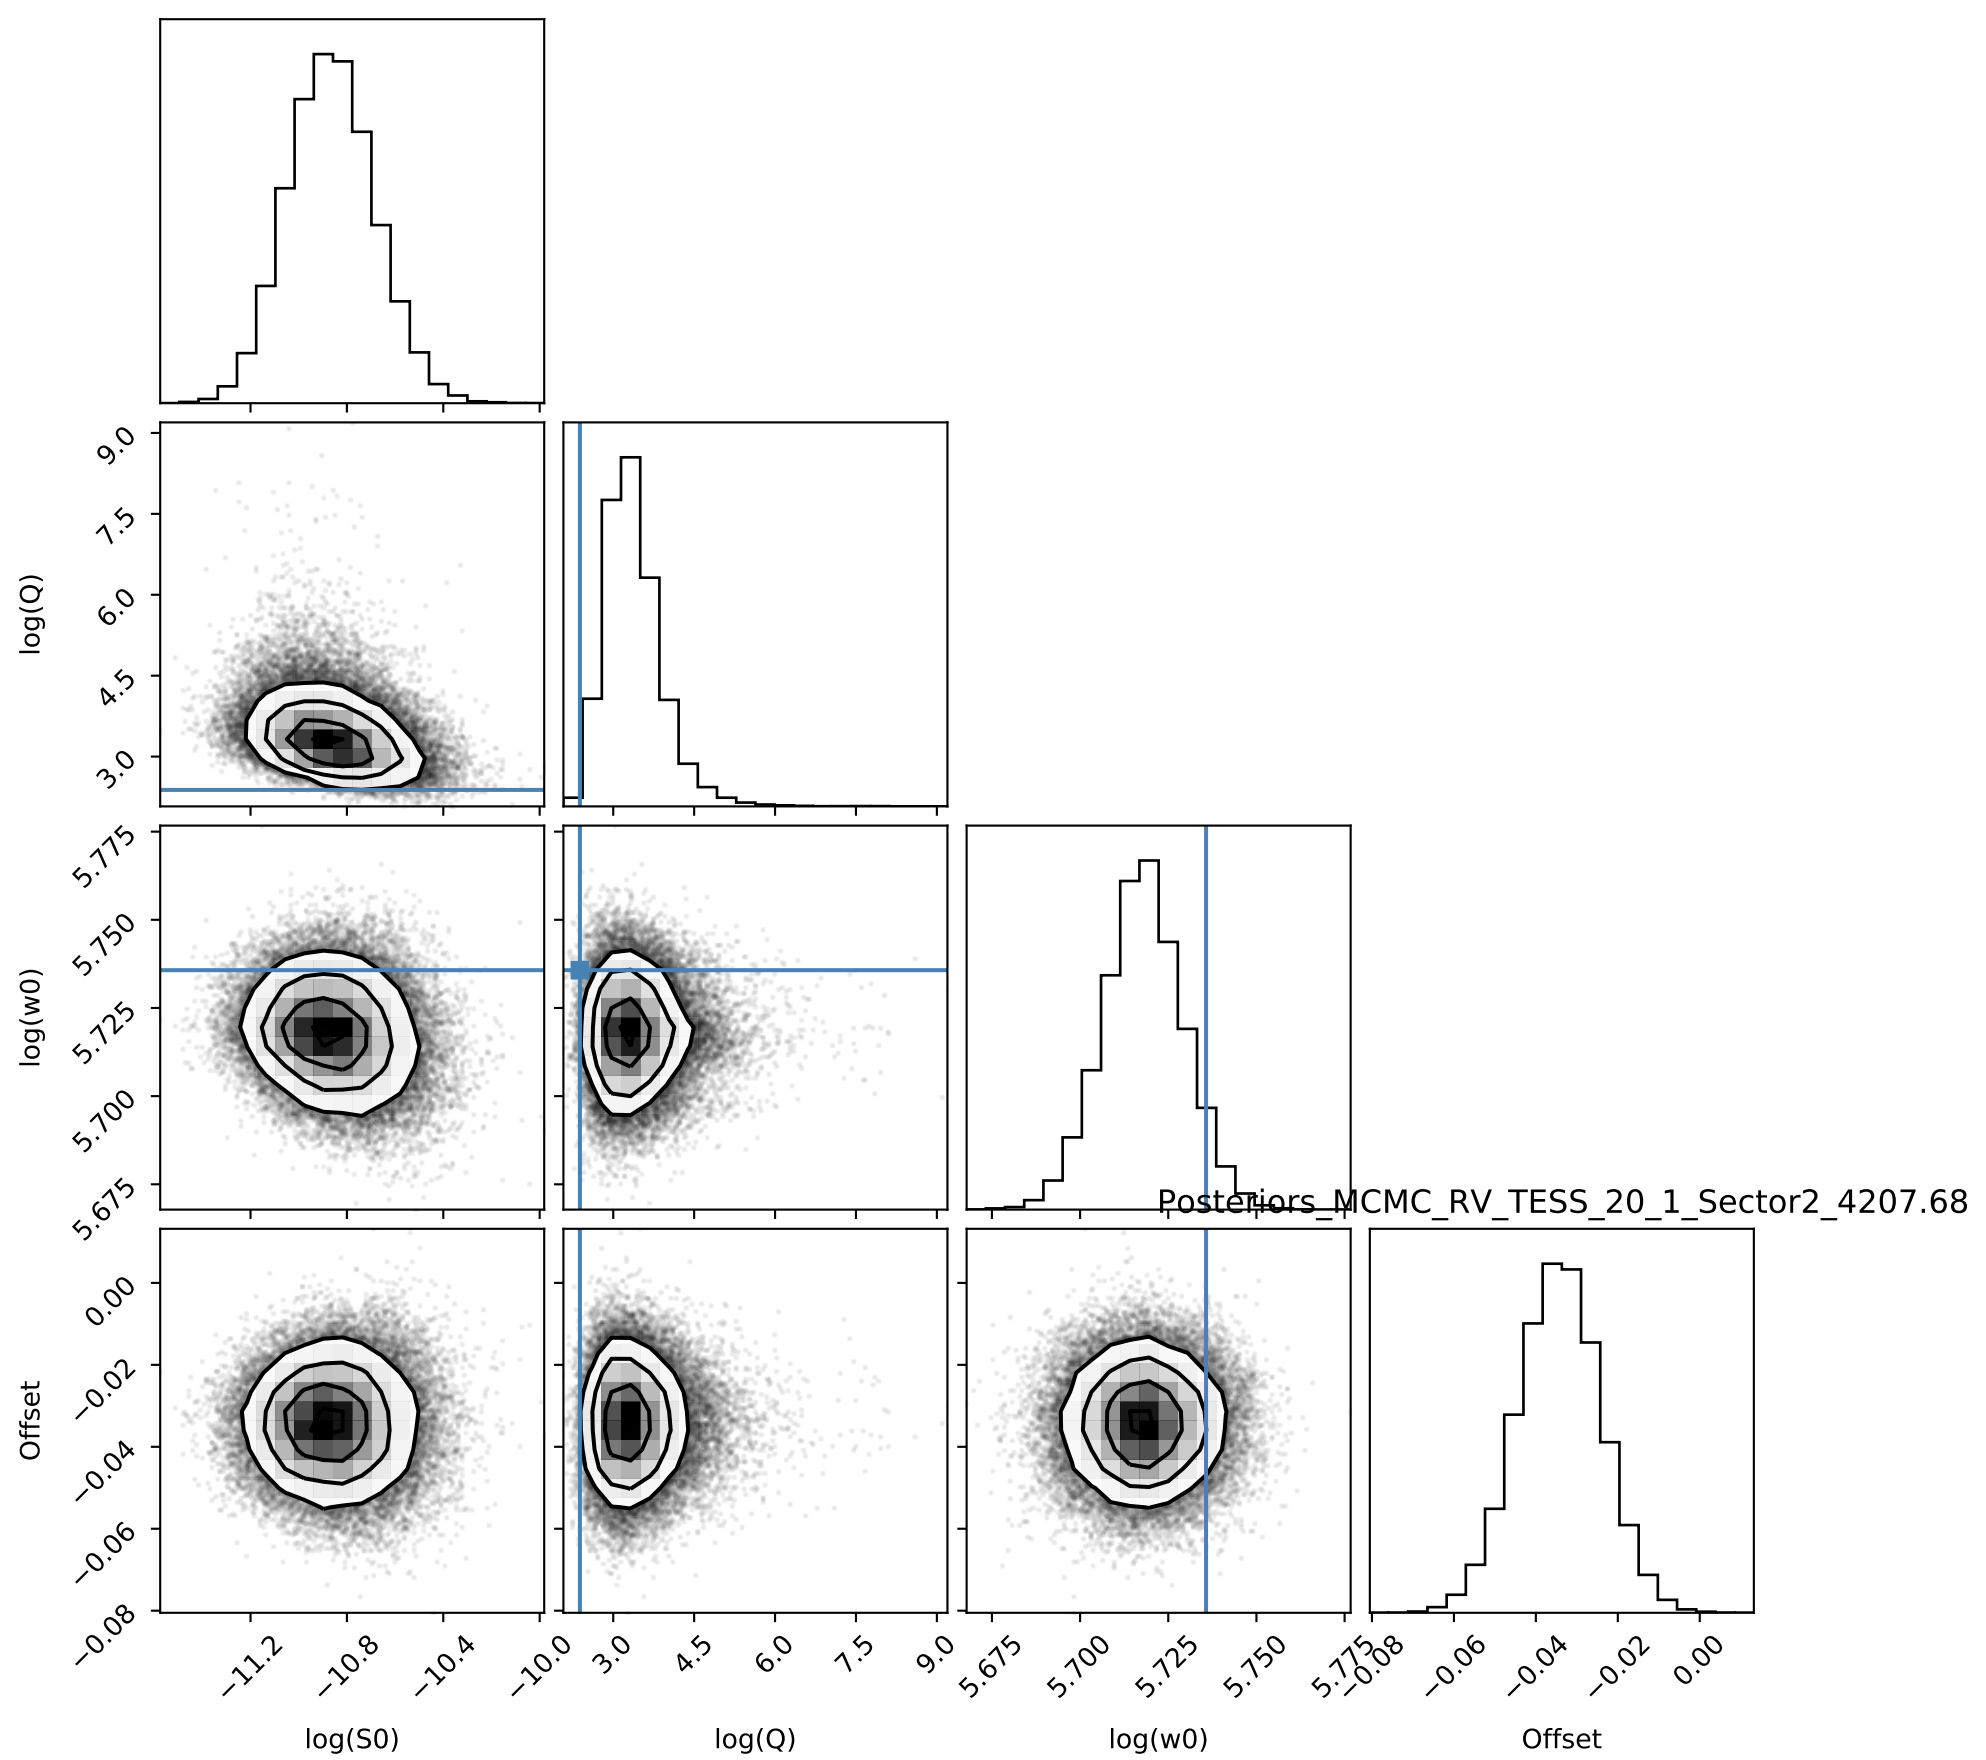 9.0
7.5
6.0
4.5
3.0
log(Q)
5.775
5.750
5.725
5.700
5.675
log(w0)
Posteriors_MCMC_RV_TESS_20_1_Sector2_4207.68
0.00
−0.02
−0.04
−0.06
−0.08
Offset
−11.2 −10.8 −10.4 −10.0
3.0 4.5 6.0 7.5 9.0
5.675 5.700 5.725 5.750 5.775
−0.08 −0.06 −0.04 −0.02 0.00
log(S0) log(Q) log(w0) Offset